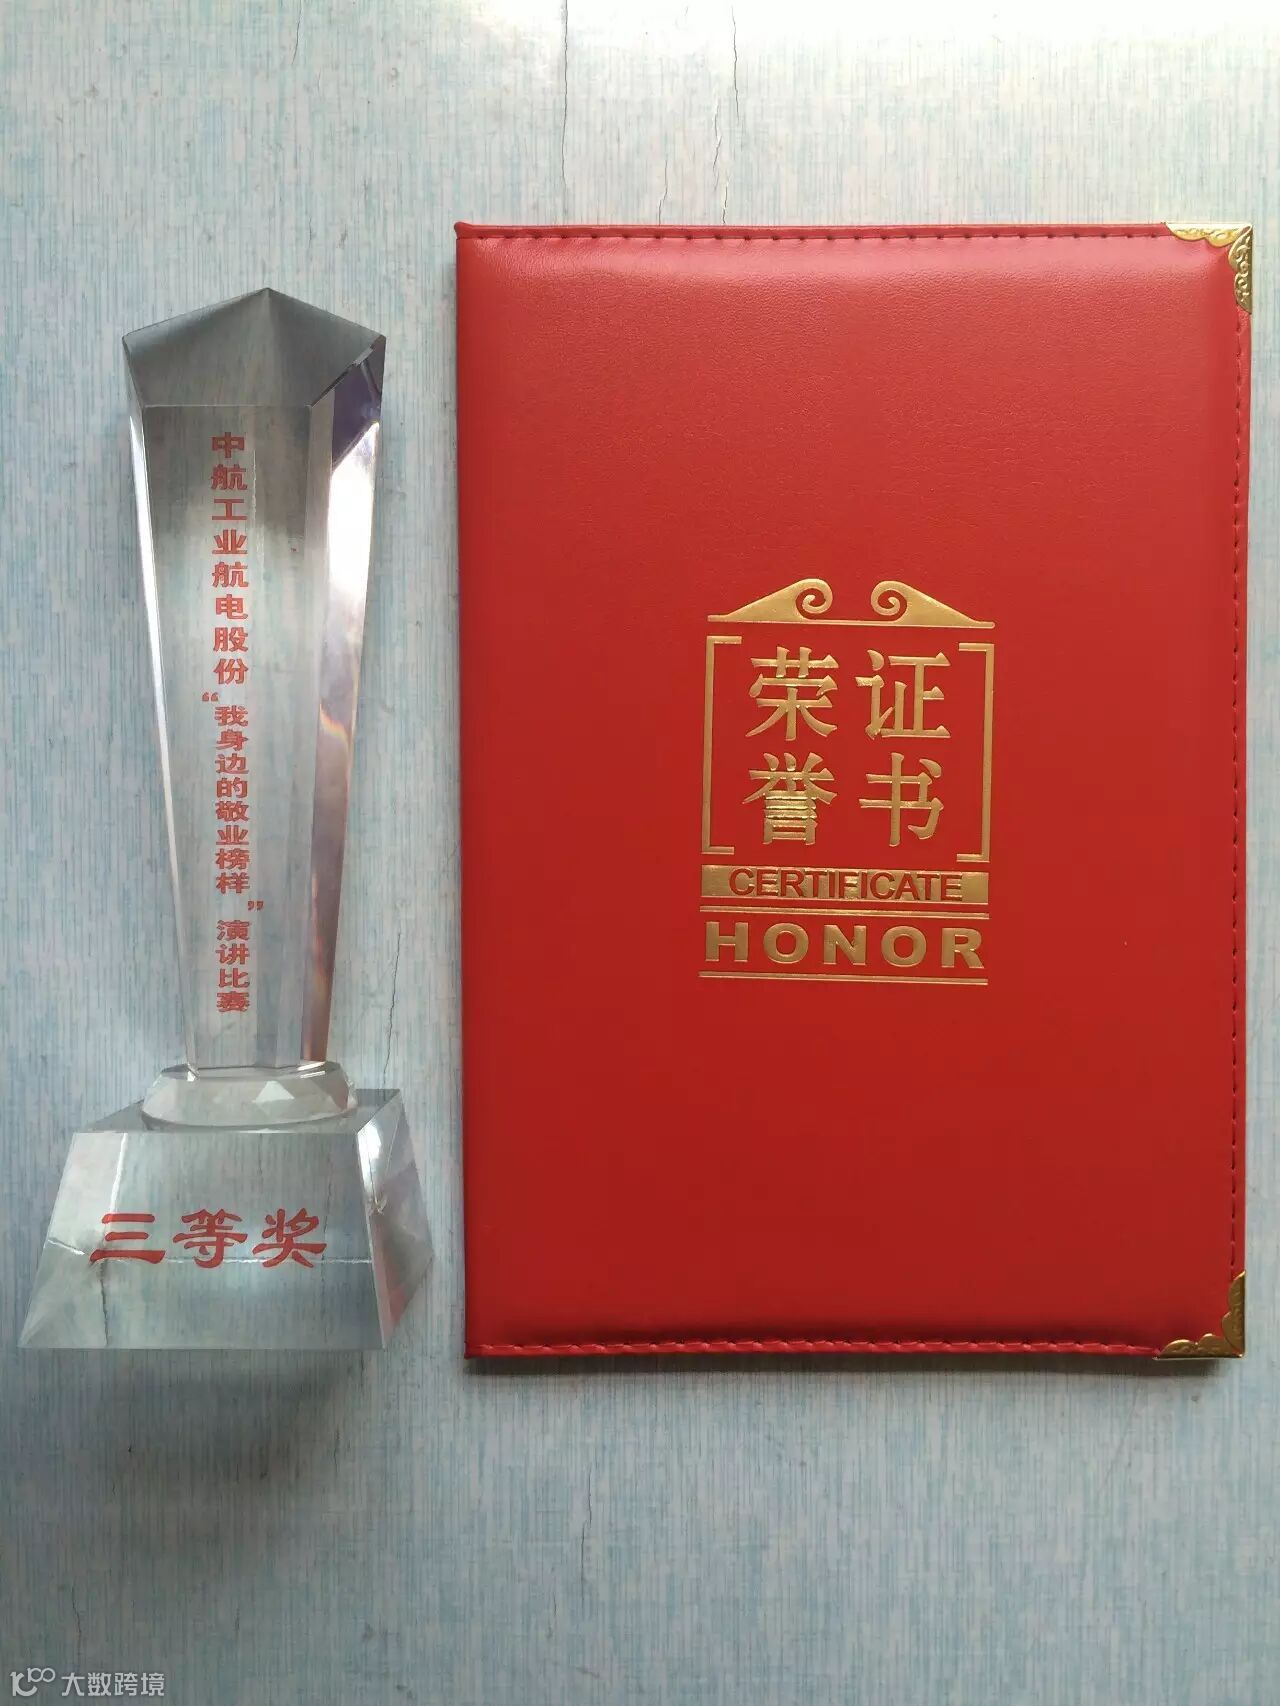 中航工业航电股份“我身边的敬业榜样”演讲比赛
三等奖
荣证
誉书
CERTIFICATE
HONOR
大数跨境